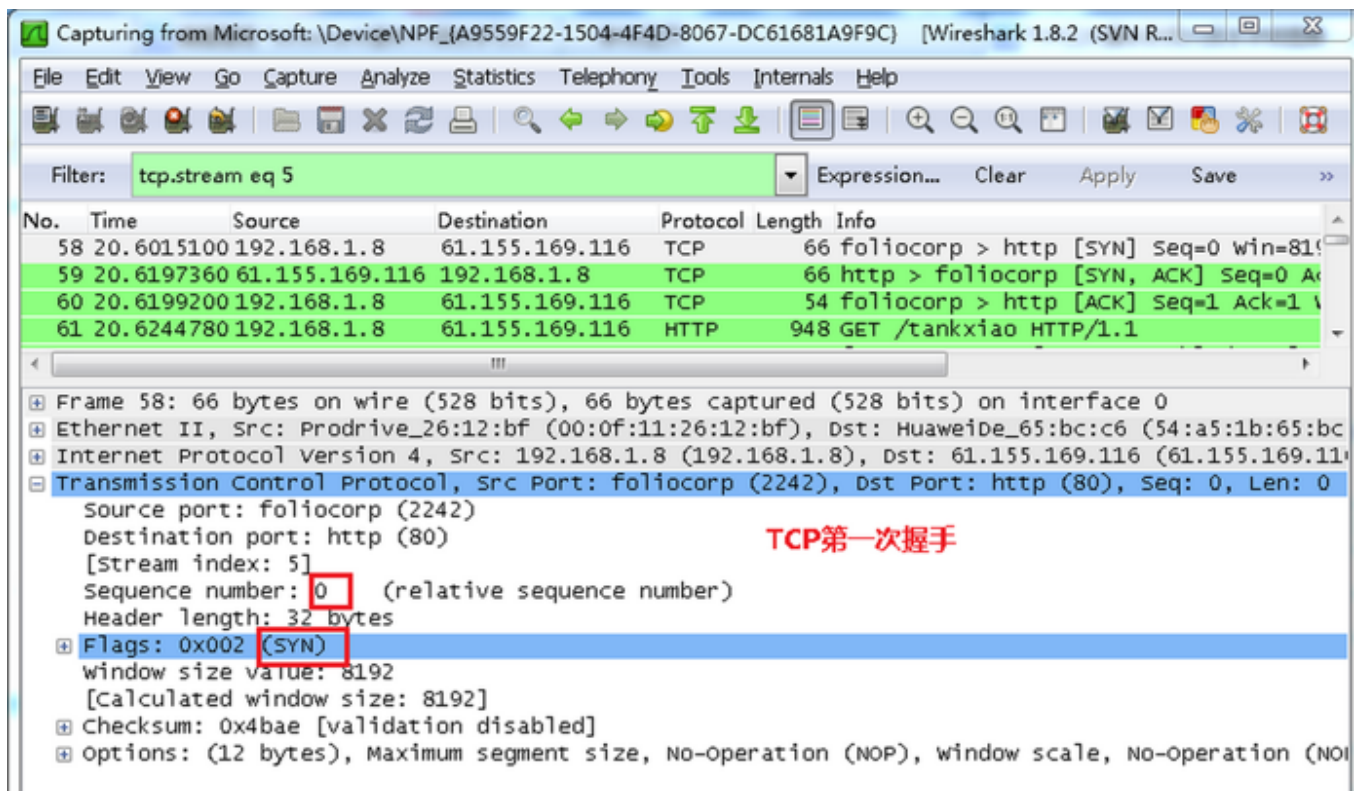 Capturing from Microsoft: \Device\NPF_{A9559F22-1504-4F4D-8067-DC61681A9F9C} [Wireshark 1.8.2 (SVN R...
File Edit View Go Capture Analyze Statistics Telephony Tools Internals Help
Filter: tcp.stream eq 5 Expression... Clear Apply Save »
No. Time Source Destination Protocol Length Info
58 20.6015100 192.168.1.8 61.155.169.116 TCP 66 foliocorp > http [SYN] Seq=0 Win=819
59 20.6197360 61.155.169.116 192.168.1.8 TCP 66 http > foliocorp [SYN, ACK] Seq=0 A
60 20.6199200 192.168.1.8 61.155.169.116 TCP 54 foliocorp > http [ACK] Seq=1 Ack=1
61 20.6244780 192.168.1.8 61.155.169.116 HTTP 948 GET /tankxiao HTTP/1.1
Frame 58: 66 bytes on wire (528 bits), 66 bytes captured (528 bits) on interface 0
Ethernet II, Src: Prodrive_26:12:bf (00:0f:11:26:12:bf), Dst: HuaweiDe_65:bc:c6 (54:a5:1b:65:bc
Internet Protocol Version 4, Src: 192.168.1.8 (192.168.1.8), Dst: 61.155.169.116 (61.155.169.11
Transmission Control Protocol, Src Port: foliocorp (2242), Dst Port: http (80), Seq: 0, Len: 0
Source port: foliocorp (2242)
Destination port: http (80)
TCP第一次握手
[Stream index: 5]
Sequence number: 0 (relative sequence number)
Header length: 32 bytes
Flags: 0x002 (SYN)
Window size value: 8192
[Calculated window size: 8192]
Checksum: 0x4bae [validation disabled]
Options: (12 bytes), Maximum segment size, No-Operation (NOP), Window scale, No-Operation (NO